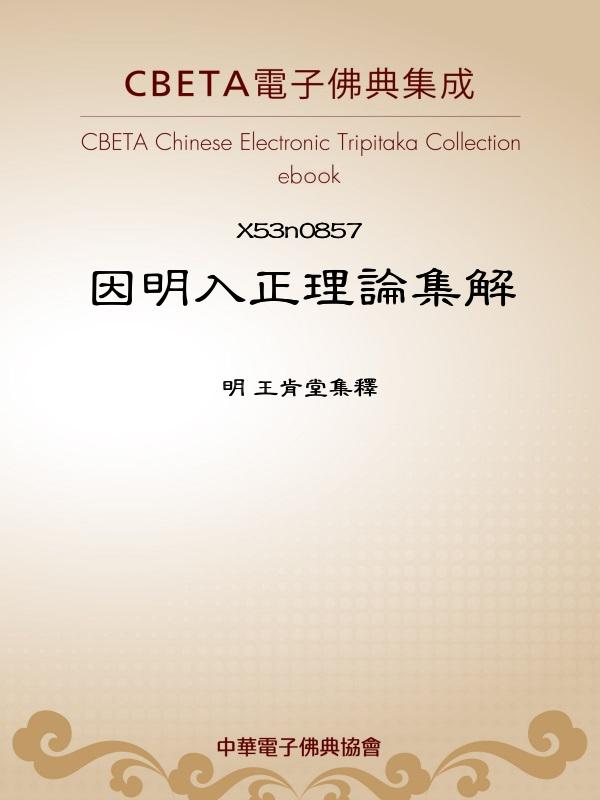 CBETA電子佛典集成
CBETA Chinese Electronic Tripitaka Collection
ebook
X53n0857
因明入正理論集解
明 王肯堂集釋
中華電子佛典協會